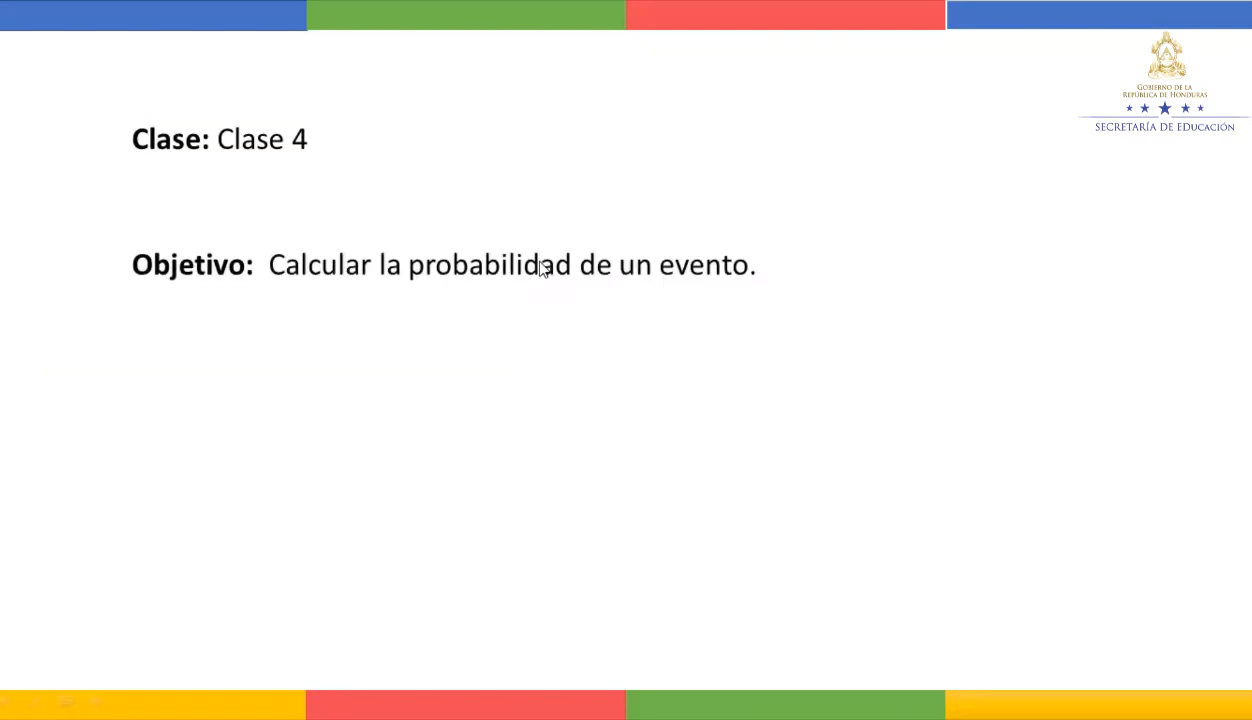 GOBIERNO DE LA
REPÚBLICA DE HONDURAS
SECRETARÍA DE EDUCACIÓN
Clase: Clase 4
Objetivo: Calcular la probabilidad de un evento.